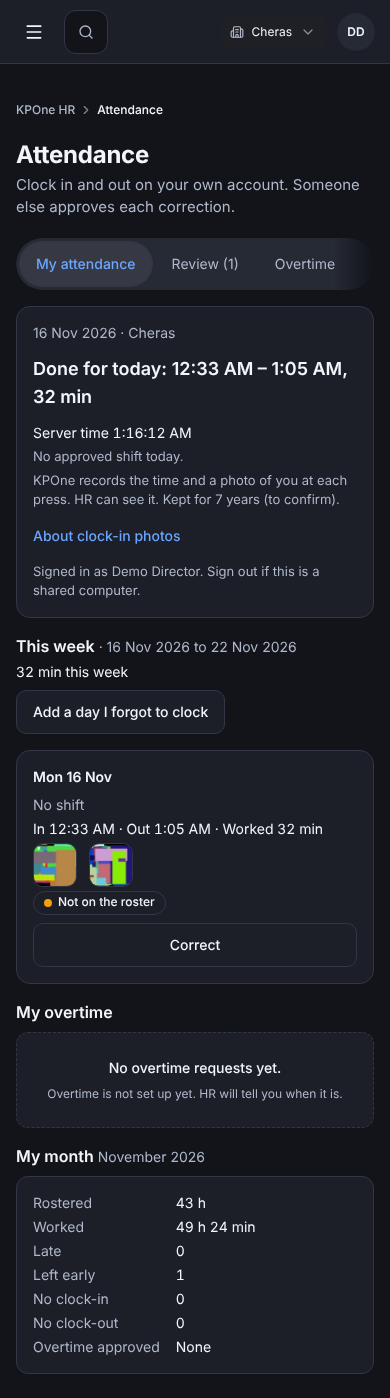 Cheras
DD
KPOne HR > Attendance
Attendance
Clock in and out on your own account. Someone
else approves each correction.
My attendance
Review (1)
Overtime
16 Nov 2026 · Cheras
Done for today: 12:33 AM – 1:05 AM,
32 min
Server time 1:16:12 AM
No approved shift today.
KPOne records the time and a photo of you at each
press. HR can see it. Kept for 7 years (to confirm).
About clock-in photos
Signed in as Demo Director. Sign out if this is a
shared computer.
This week · 16 Nov 2026 to 22 Nov 2026
32 min this week
Add a day I forgot to clock
Mon 16 Nov
No shift
In 12:33 AM · Out 1:05 AM · Worked 32 min
Not on the roster
Correct
My overtime
No overtime requests yet.
Overtime is not set up yet. HR will tell you when it is.
My month November 2026
Rostered 43 h
Worked 49 h 24 min
Late 0
Left early 1
No clock-in 0
No clock-out 0
Overtime approved None